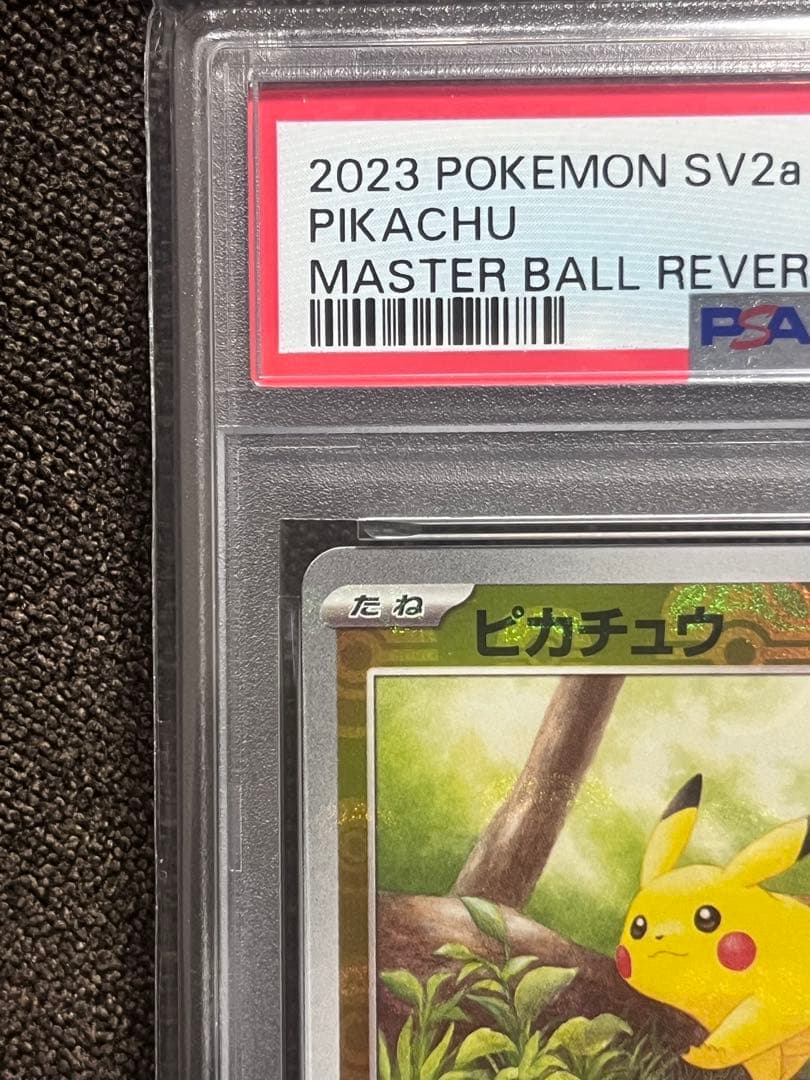 2023 POKEMON SV2a
PIKACHU
MASTER BALL REVER
PSA
たね
ピカチュウ